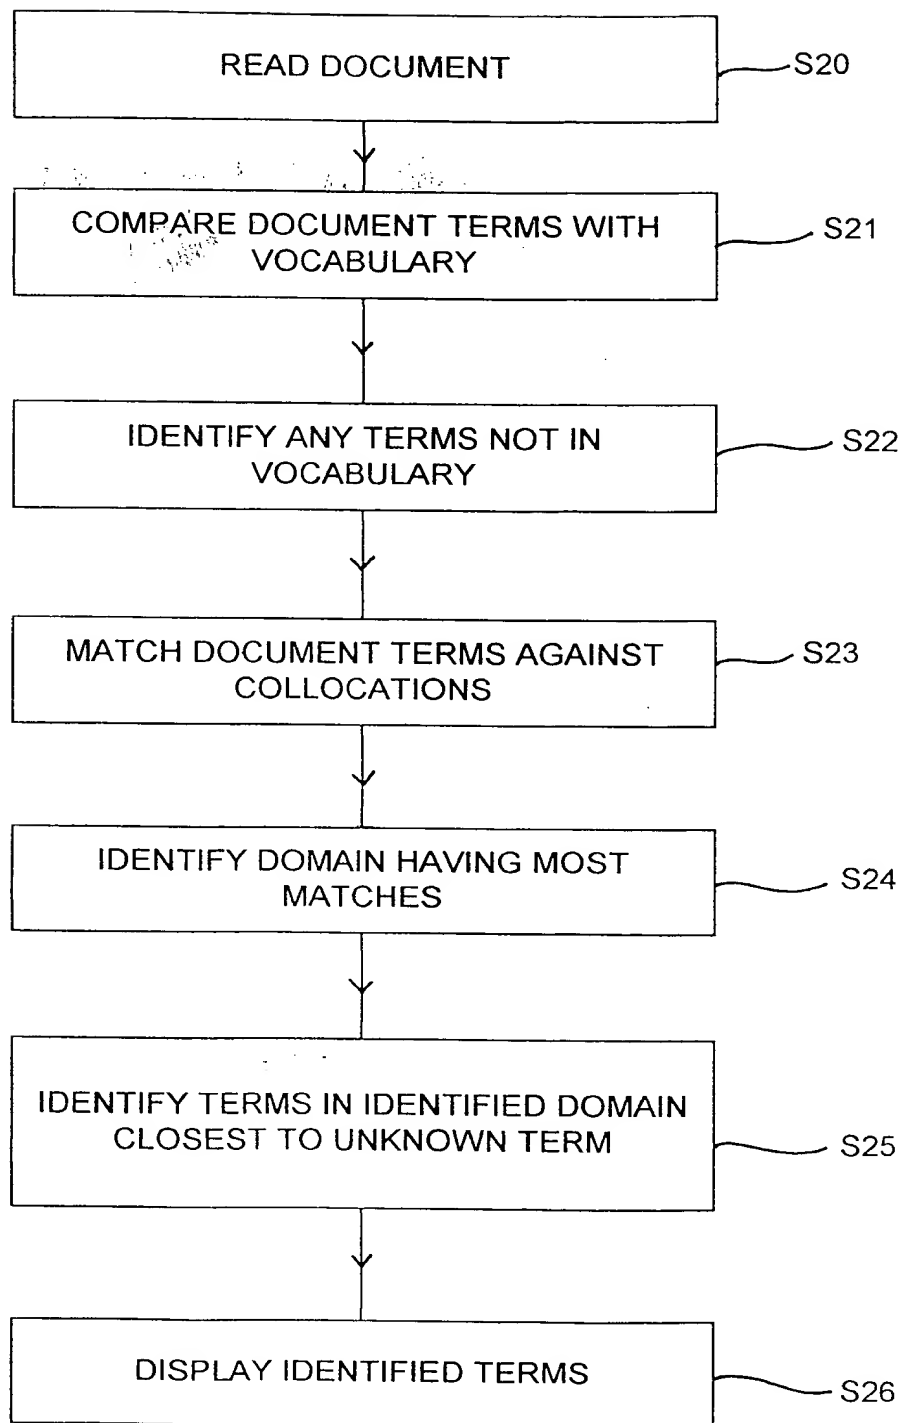 READ DOCUMENT
S20
COMPARE DOCUMENT TERMS WITH
VOCABULARY
S21
IDENTIFY ANY TERMS NOT IN
VOCABULARY
S22
MATCH DOCUMENT TERMS AGAINST
COLLOCATIONS
S23
IDENTIFY DOMAIN HAVING MOST
MATCHES
S24
IDENTIFY TERMS IN IDENTIFIED DOMAIN
CLOSEST TO UNKNOWN TERM
S25
DISPLAY IDENTIFIED TERMS
S26